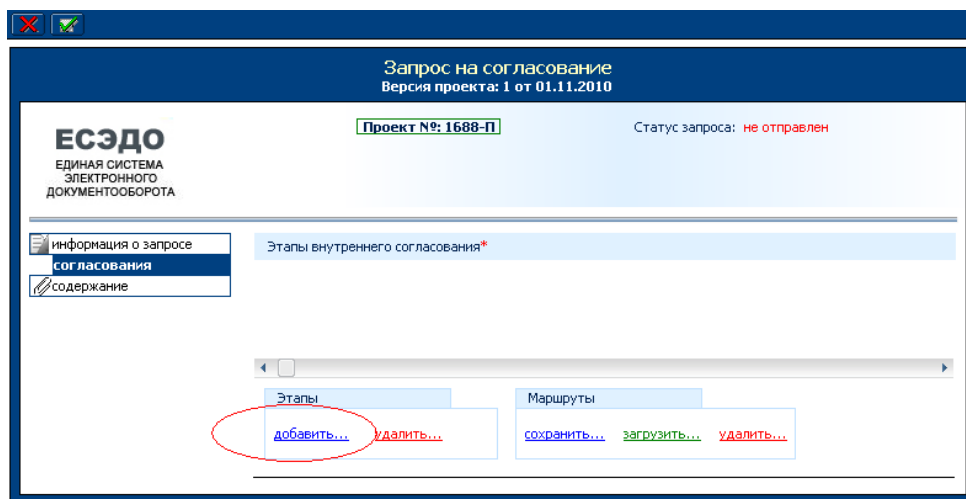 Запрос на согласование
Версия проекта: 1 от 01.11.2010
ЕСЭДО
ЕДИНАЯ СИСТЕМА
ЭЛЕКТРОННОГО
ДОКУМЕНТООБОРОТА
Проект №: 1688-П
Статус запроса: не отправлен
информация о запросе
согласования
содержание
Этапы внутреннего согласования*
Этапы
добавить... удалить...
Маршруты
сохранить... загрузить... удалить...